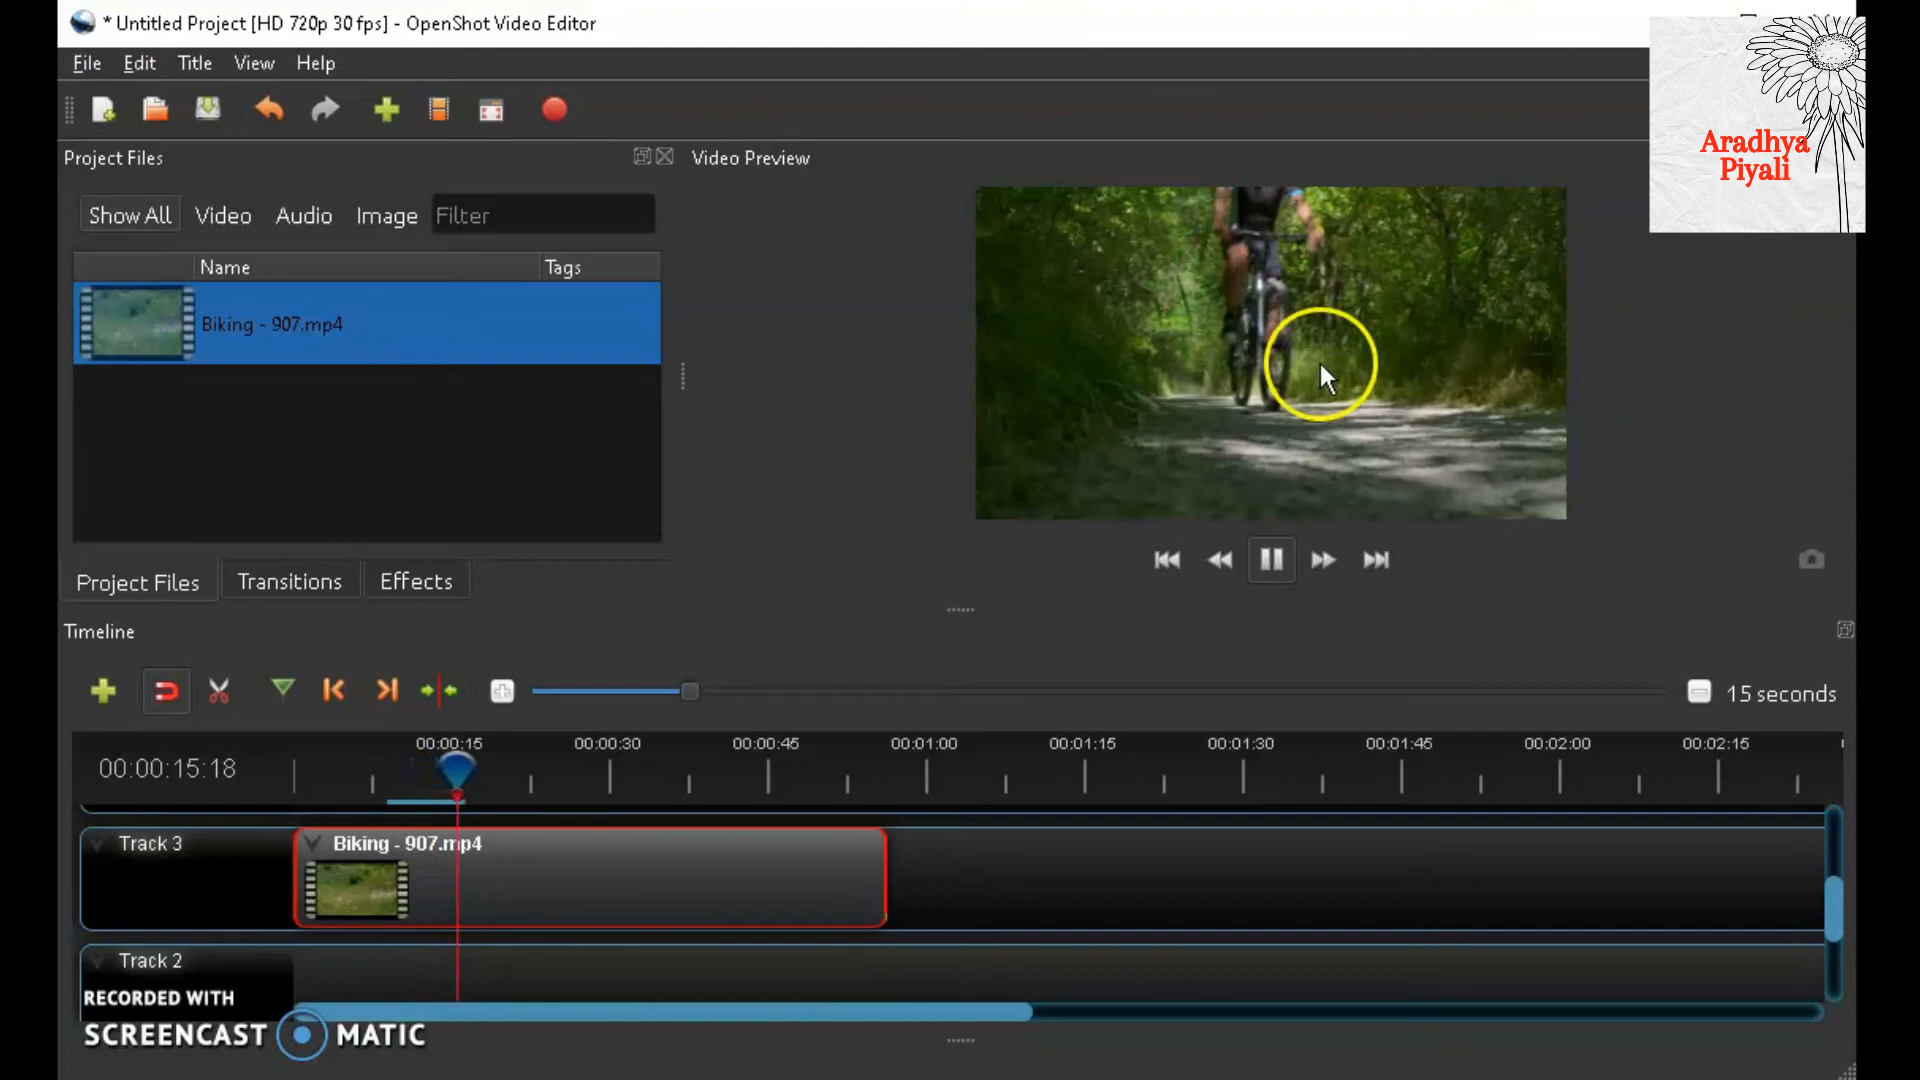 * Untitled Project [HD 720p 30 fps] - OpenShot Video Editor
File Edit Title View Help
Project Files
Video Preview
Aradhya
Piyali
Show All Video Audio Image Filter
Name Tags
Biking - 907.mp4
Project Files Transitions Effects
Timeline
15 seconds
00:00:15:18
00:00:15 00:00:30 00:00:45 00:01:00 00:01:15 00:01:30 00:01:45 00:02:00 00:02:15
Track 3
Biking - 907.mp4
Track 2
RECORDED WITH
SCREENCAST MATIC